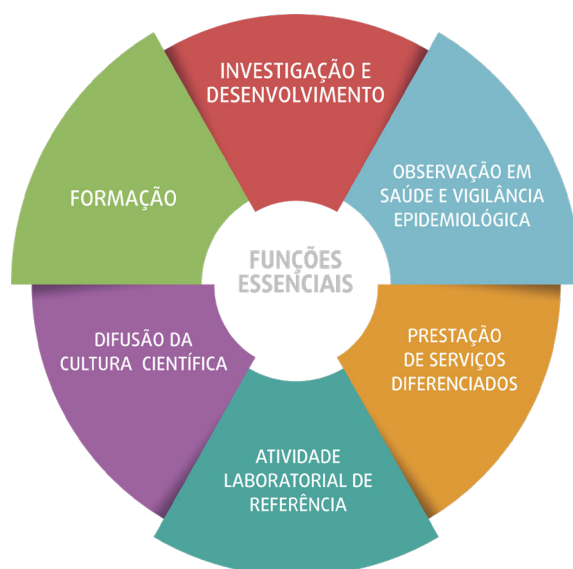 INVESTIGAÇÃO E
DESENVOLVIMENTO
OBSERVAÇÃO EM
SAÚDE E VIGILÂNCIA
EPIDEMIOLÓGICA
PRESTAÇÃO
DE SERVIÇOS
DIFERENCIADOS
ATIVIDADE
LABORATORIAL DE
REFERÊNCIA
DIFUSÃO DA
CULTURA CIENTÍFICA
FORMAÇÃO
FUNÇÕES
ESSENCIAIS